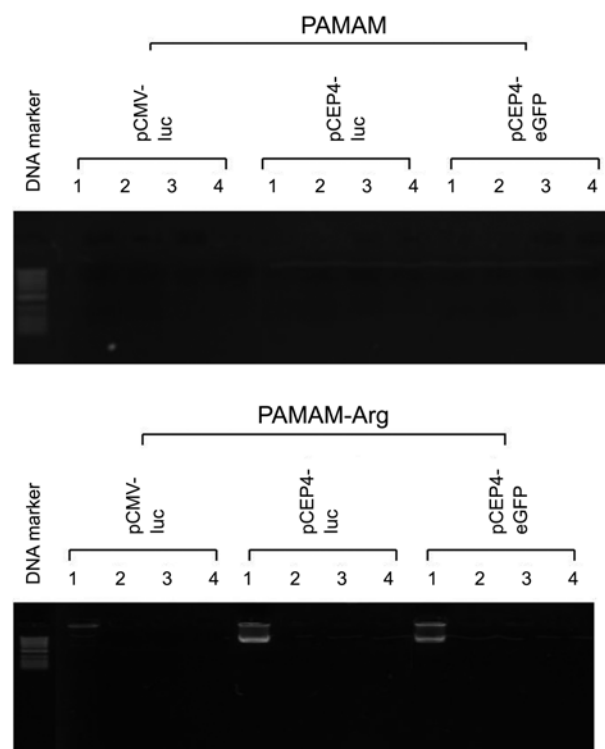 PAMAM
DNA marker
pCMV-
luc
pCEP4-
luc
pCEP4-
eGFP
1 2 3 4 1 2 3 4 1 2 3 4
PAMAM-Arg
DNA marker
pCMV-
luc
pCEP4-
luc
pCEP4-
eGFP
1 2 3 4 1 2 3 4 1 2 3 4